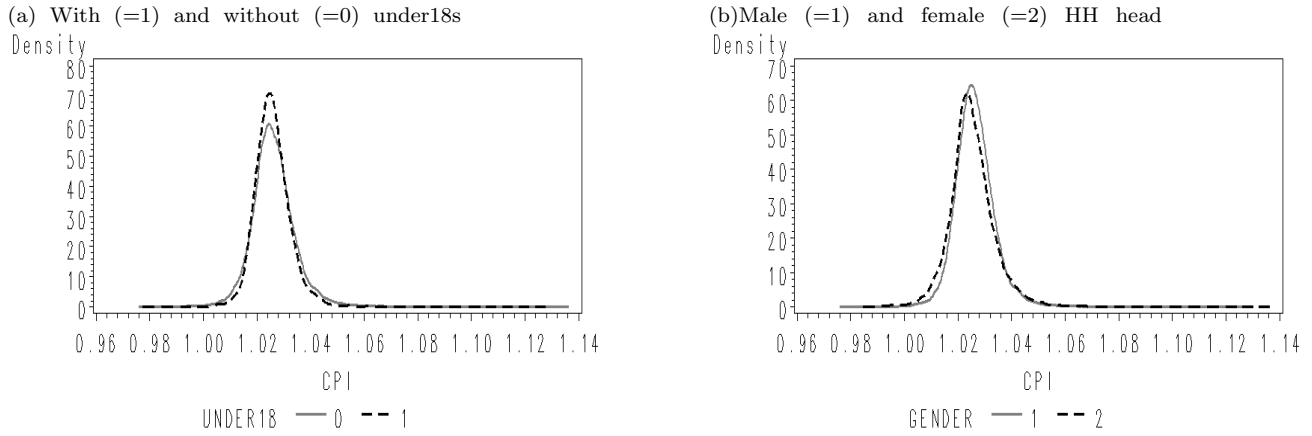 (a) With (=1) and without (=0) under18s
Density
80
70
60
50
40
30
20
10
0
0.96 0.98 1.00 1.02 1.04 1.06 1.08 1.10 1.12 1.14
CPI
UNDER18 0 1
(b)Male (=1) and female (=2) HH head
Density
70
60
50
40
30
20
10
0
0.96 0.98 1.00 1.02 1.04 1.06 1.08 1.10 1.12 1.14
CPI
GENDER 1 2